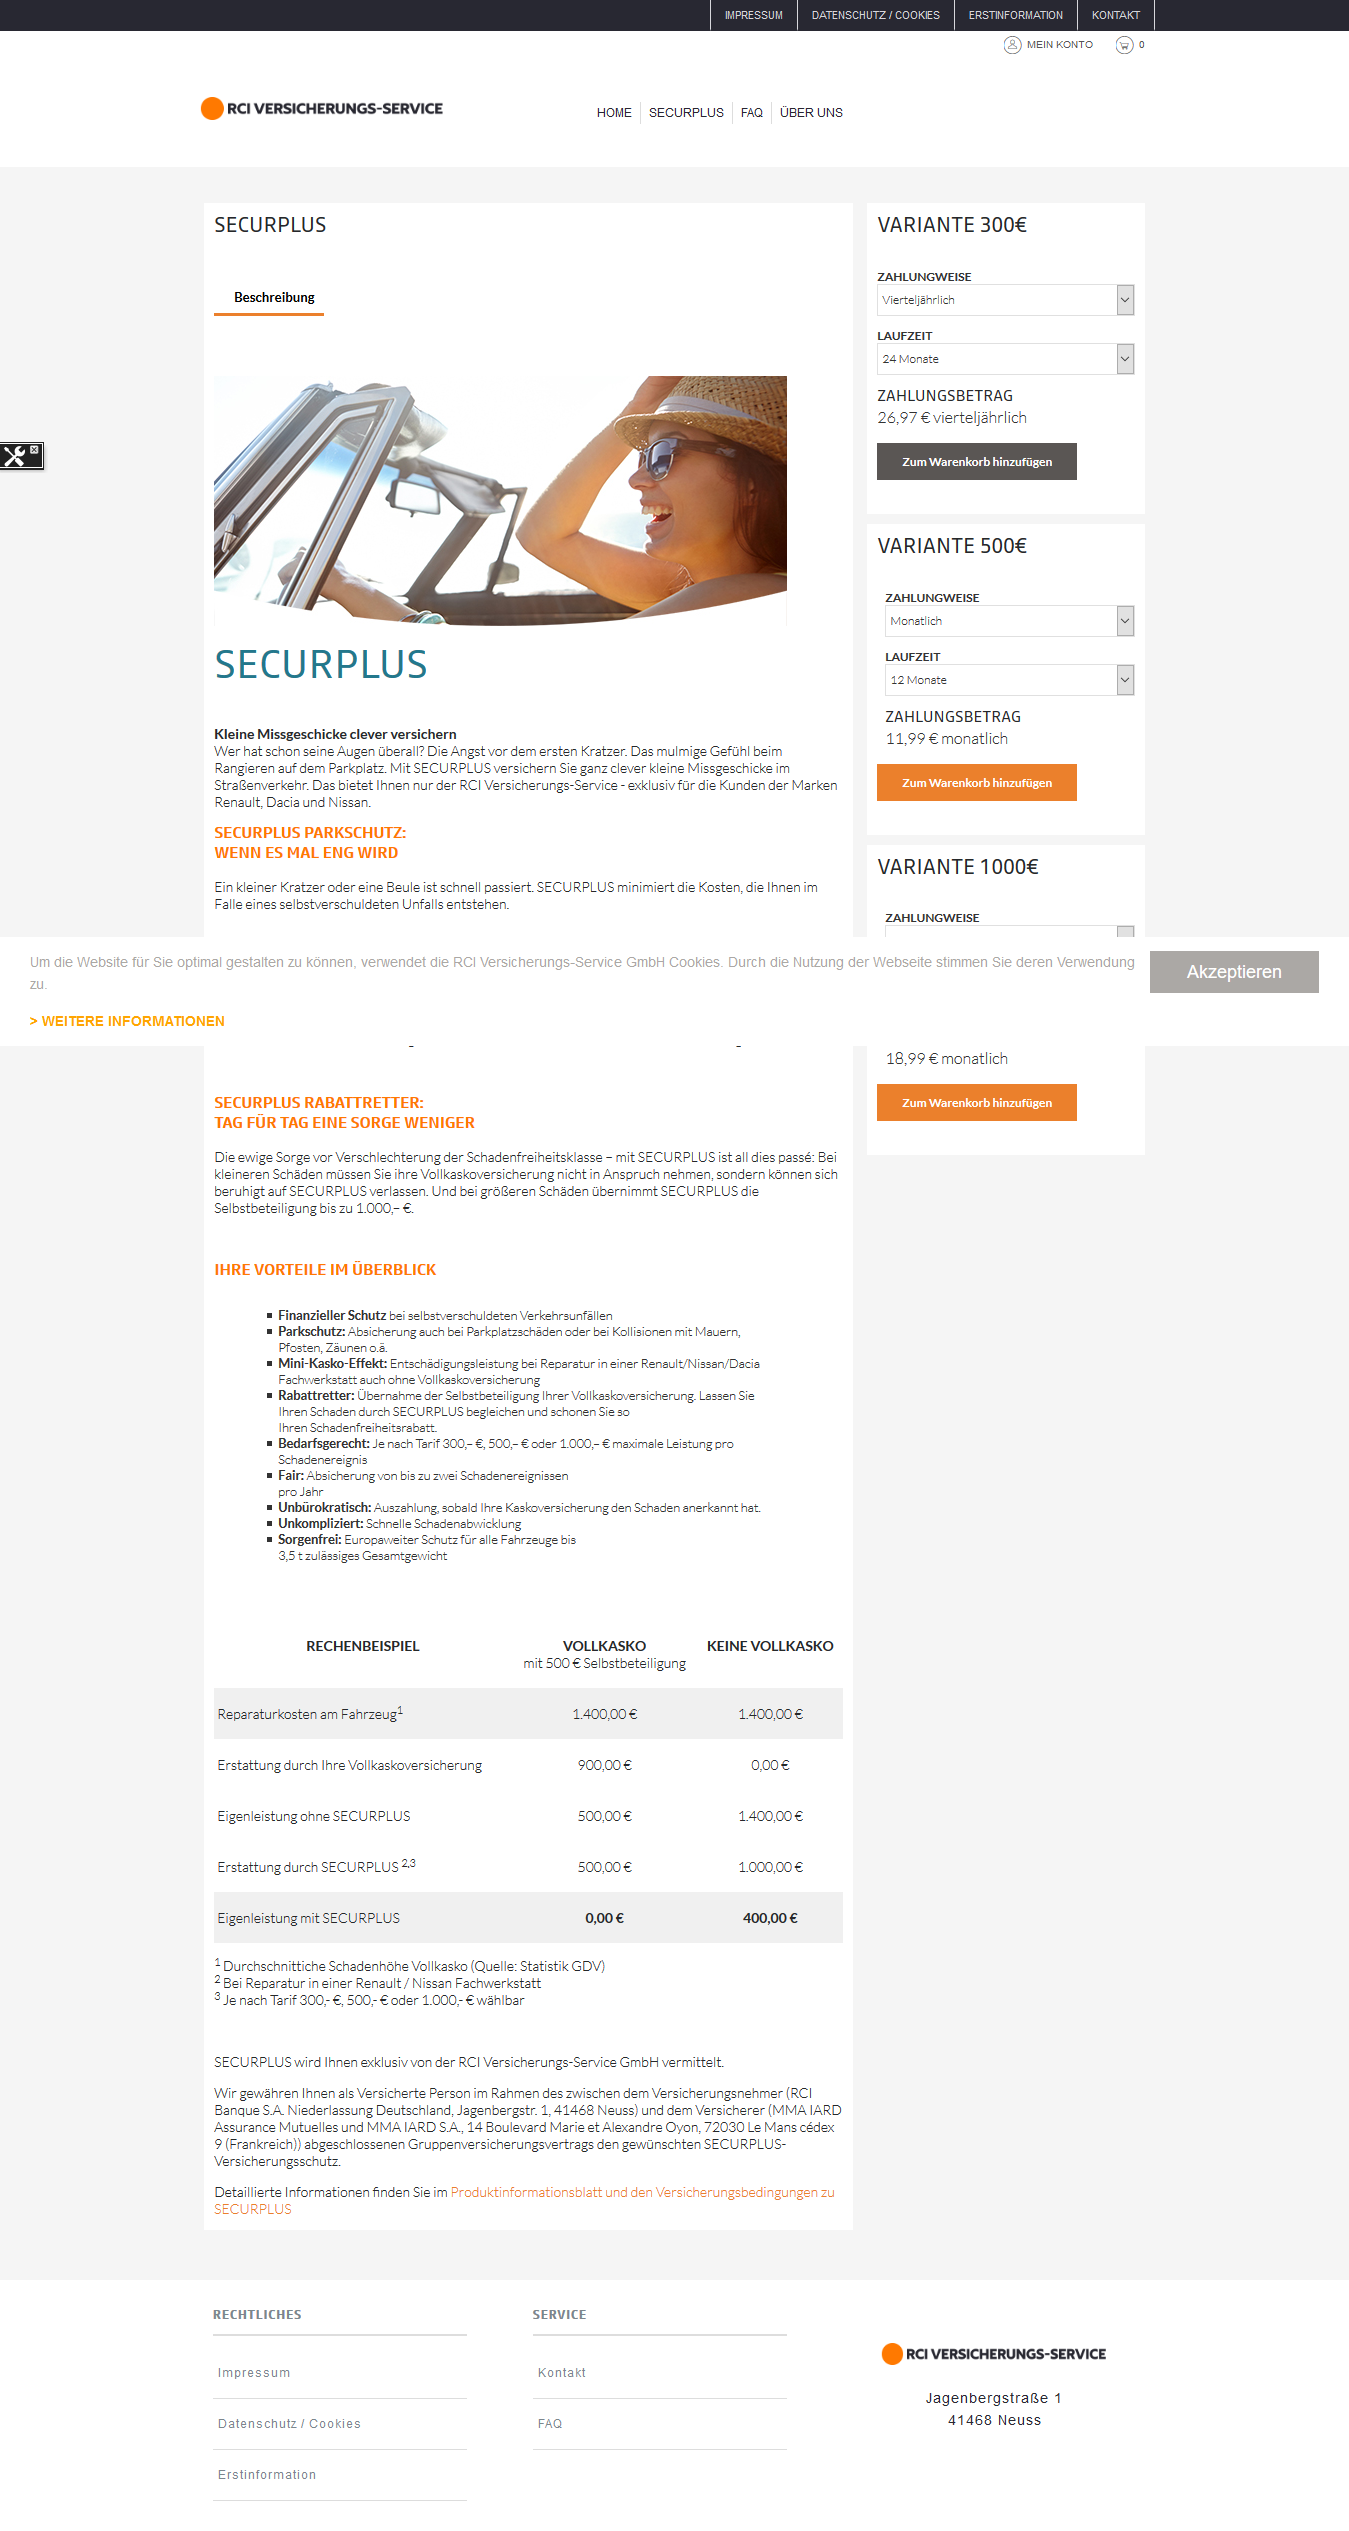 IMPRESSUM DATENSCHUTZ / COOKIES ERSTINFORMATION KONTAKT
MEIN KONTO 0
RCI VERSICHERUNGS-SERVICE
HOME SECURPLUS FAQ ÜBER UNS
SECURPLUS
Beschreibung
SECURPLUS
Kleine Missgeschicke clever versichern
Wer hat schon seine Augen überall? Die Angst vor dem ersten Kratzer. Das mulmige Gefühl beim
Rangieren auf dem Parkplatz. Mit SECURPLUS versichern Sie ganz clever kleine Missgeschicke im
Straßenverkehr. Das bietet Ihnen nur der RCI Versicherungs-Service - exklusiv für die Kunden der Marken
Renault, Dacia und Nissan.
SECURPLUS PARKSCHUTZ:
WENN ES MAL ENG WIRD
Ein kleiner Kratzer oder eine Beule ist schnell passiert. SECURPLUS minimiert die Kosten, die Ihnen im
Falle eines selbstverschuldeten Unfalls entstehen.
VARIANTE 300€
ZAHLUNGWEISE
Vierteljährlich
LAUFZEIT
24 Monate
ZAHLUNGSBETRAG
26,97 € vierteljährlich
Zum Warenkorb hinzufügen
VARIANTE 500€
ZAHLUNGWEISE
Monatlich
LAUFZEIT
12 Monate
ZAHLUNGSBETRAG
11,99 € monatlich
Zum Warenkorb hinzufügen
VARIANTE 1000€
ZAHLUNGWEISE
Um die Website für Sie optimal gestalten zu können, verwendet die RCI Versicherungs-Service GmbH Cookies. Durch die Nutzung der Webseite stimmen Sie deren Verwendung
zu.
Akzeptieren
> WEITERE INFORMATIONEN
18,99 € monatlich
Zum Warenkorb hinzufügen
SECURPLUS RABATTRETTER:
TAG FÜR TAG EINE SORGE WENIGER
Die ewige Sorge vor Verschlechterung der Schadenfreiheitsklasse – mit SECURPLUS ist all dies passé: Bei
kleineren Schäden müssen Sie ihre Vollkaskoversicherung nicht in Anspruch nehmen, sondern können sich
beruhigt auf SECURPLUS verlassen. Und bei größeren Schäden übernimmt SECURPLUS die
Selbstbeteiligung bis zu 1.000,– €.
IHRE VORTEILE IM ÜBERBLICK
▪ Finanzieller Schutz bei selbstverschuldeten Verkehrsunfällen
▪ Parkschutz: Absicherung auch bei Parkplatzschäden oder bei Kollisionen mit Mauern,
Pfosten, Zäunen o.ä.
▪ Mini-Kasko-Effekt: Entschädigungsleistung bei Reparatur in einer Renault/Nissan/Dacia
Fachwerkstatt auch ohne Vollkaskoversicherung
▪ Rabattretter: Übernahme der Selbstbeteiligung Ihrer Vollkaskoversicherung. Lassen Sie
Ihren Schaden durch SECURPLUS begleichen und schonen Sie so
Ihren Schadenfreiheitsrabatt.
▪ Bedarfsgerecht: Je nach Tarif 300,– €, 500,– € oder 1.000,– € maximale Leistung pro
Schadenereignis
▪ Fair: Absicherung von bis zu zwei Schadenereignissen
pro Jahr
▪ Unbürokratisch: Auszahlung, sobald Ihre Kaskoversicherung den Schaden anerkannt hat.
▪ Unkompliziert: Schnelle Schadenabwicklung
▪ Sorgenfrei: Europaweiter Schutz für alle Fahrzeuge bis
3,5 t zulässiges Gesamtgewicht
RECHENBEISPIEL VOLLKASKO KEINE VOLLKASKO
mit 500 € Selbstbeteiligung
Reparaturkosten am Fahrzeug¹ 1.400,00 € 1.400,00 €
Erstattung durch Ihre Vollkaskoversicherung 900,00 € 0,00 €
Eigenleistung ohne SECURPLUS 500,00 € 1.400,00 €
Erstattung durch SECURPLUS ²,³ 500,00 € 1.000,00 €
Eigenleistung mit SECURPLUS 0,00 € 400,00 €
¹ Durchschnittiche Schadenhöhe Vollkasko (Quelle: Statistik GDV)
² Bei Reparatur in einer Renault / Nissan Fachwerkstatt
³ Je nach Tarif 300,- €, 500,- € oder 1.000,- € wählbar
SECURPLUS wird Ihnen exklusiv von der RCI Versicherungs-Service GmbH vermittelt.
Wir gewähren Ihnen als Versicherte Person im Rahmen des zwischen dem Versicherungsnehmer (RCI
Banque S.A. Niederlassung Deutschland, Jagenbergstr. 1, 41468 Neuss) und dem Versicherer (MMA IARD
Assurance Mutuelles und MMA IARD S.A., 14 Boulevard Marie et Alexandre Oyon, 72030 Le Mans cédex
9 (Frankreich)) abgeschlossenen Gruppenversicherungsvertrags den gewünschten SECURPLUS-
Versicherungsschutz.
Detaillierte Informationen finden Sie im Produktinformationsblatt und den Versicherungsbedingungen zu
SECURPLUS
RECHTLICHES
Impressum
Datenschutz / Cookies
Erstinformation
SERVICE
Kontakt
FAQ
RCI VERSICHERUNGS-SERVICE
Jagenbergstraße 1
41468 Neuss